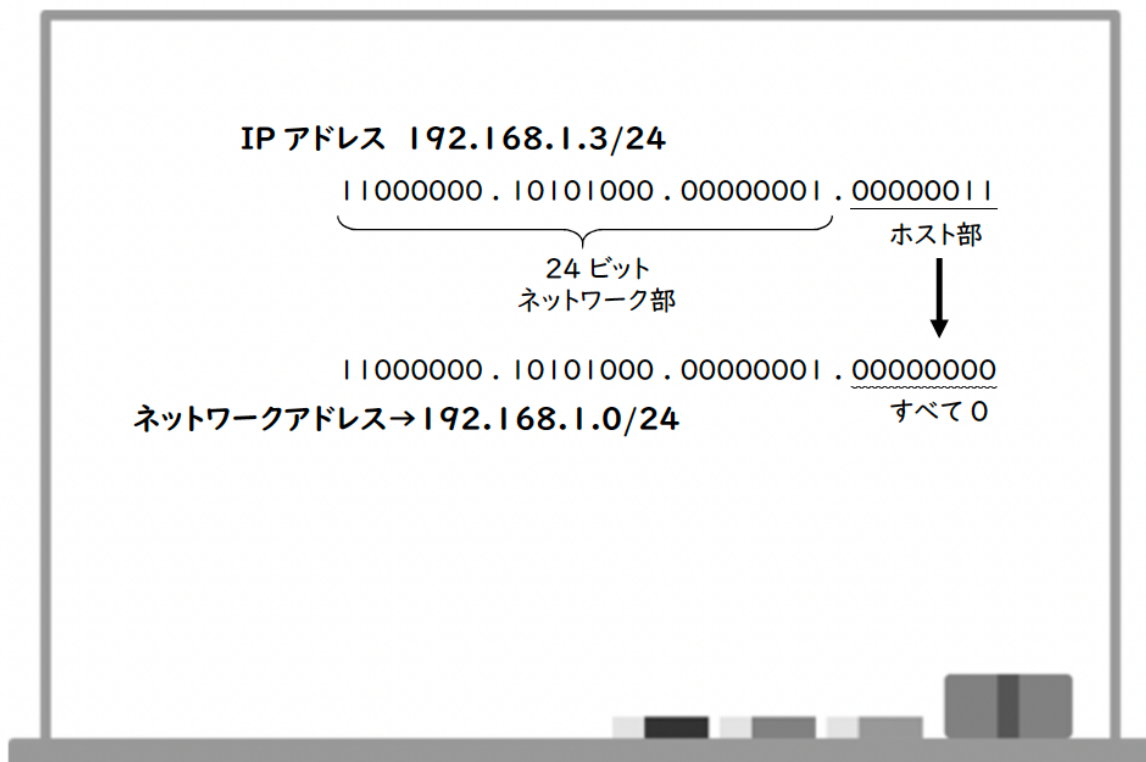 IP アドレス 192.168.1.3/24
11000000 . 10101000 . 00000001 . 00000011
ホスト部
24 ビット
ネットワーク部
11000000 . 10101000 . 00000001 . 00000000
すべて 0
ネットワークアドレス→192.168.1.0/24